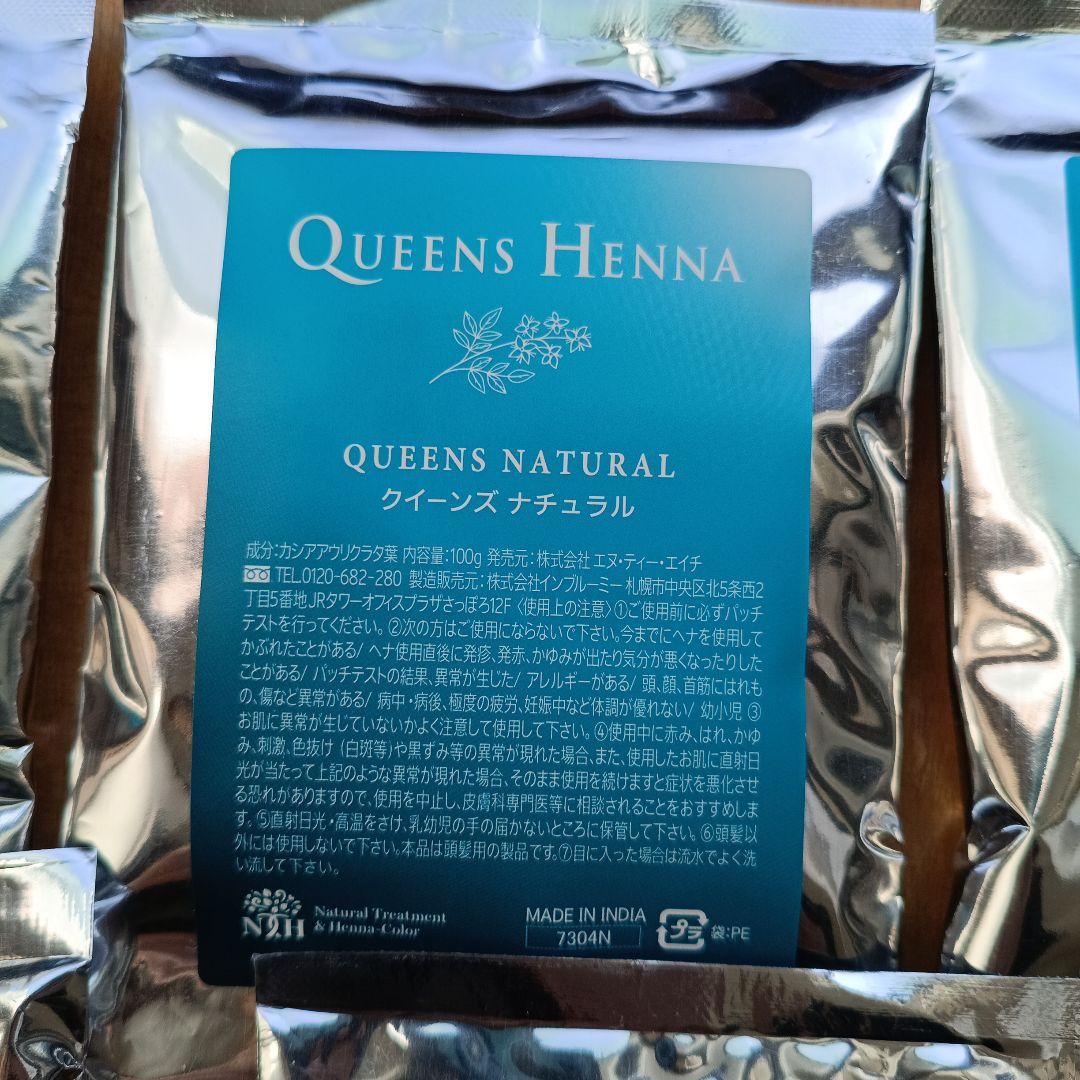 QUEENS HENNA
QUEENS NATURAL
クイーンズ ナチュラル
成分:カシアアウリクラタ葉 内容量:100g 発売元:株式会社 エヌ・ティー・エイチ
TEL.0120-682-280 製造販売元:株式会社インブルーミー 札幌市中央区北5条西2
丁目5番地JRタワーオフィスプラザさっぽろ12F〈使用上の注意〉①ご使用前に必ずパッチ
テストを行ってください。②次の方はご使用にならないで下さい。今までにヘナを使用して
かぶれたことがある/ ヘナ使用直後に発疹、発赤、かゆみが出たり気分が悪くなったりした
ことがある/ パッチテストの結果、異常が生じた/ アレルギーがある/ 頭、顔、首筋にはれも
の、傷など異常がある/ 病中・病後、極度の疲労、妊娠中など体調が優れない/ 幼小児 ③
お肌に異常が生じていないかよく注意して使用して下さい。④使用中に赤み、はれ、かゆ
み、刺激、色抜け (白斑等)や黒ずみ等の異常が現れた場合、また、使用したお肌に直射日
光が当たって上記のような異常が現れた場合、そのまま使用を続けますと症状を悪化させ
る恐れがありますので、使用を中止し、皮膚科専門医等に相談されることをおすすめしま
す。⑤直射日光・高温をさけ、乳幼児の手の届かないところに保管して下さい。⑥頭髪以
外には使用しないで下さい。本品は頭髪用の製品です。⑦目に入った場合は流水でよく洗
い流して下さい。
NTH
Natural Treatment
& Henna-Color
MADE IN INDIA
7304N
プラ
袋:PE